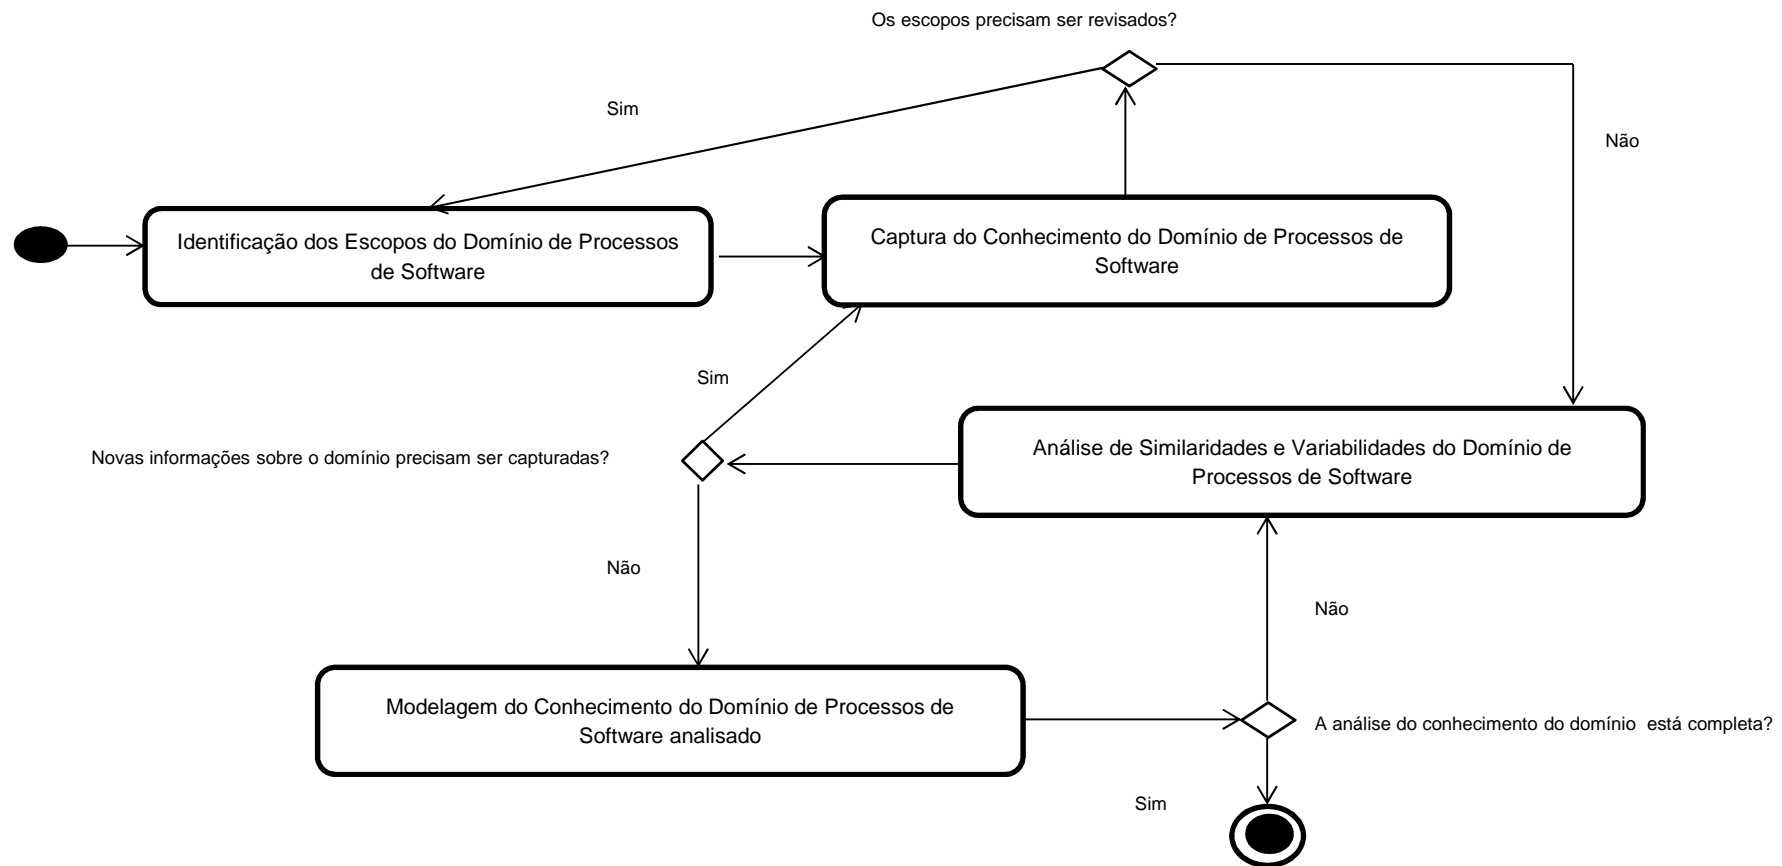 Os escopos precisam ser revisados?
Sim
Não
Identificação dos Escopos do Domínio de Processos
de Software
Captura do Conhecimento do Domínio de Processos de
Software
Sim
Novas informações sobre o domínio precisam ser capturadas?
Análise de Similaridades e Variabilidades do Domínio de
Processos de Software
Não
Não
Modelagem do Conhecimento do Domínio de Processos de
Software analisado
A análise do conhecimento do domínio  está completa?
Sim